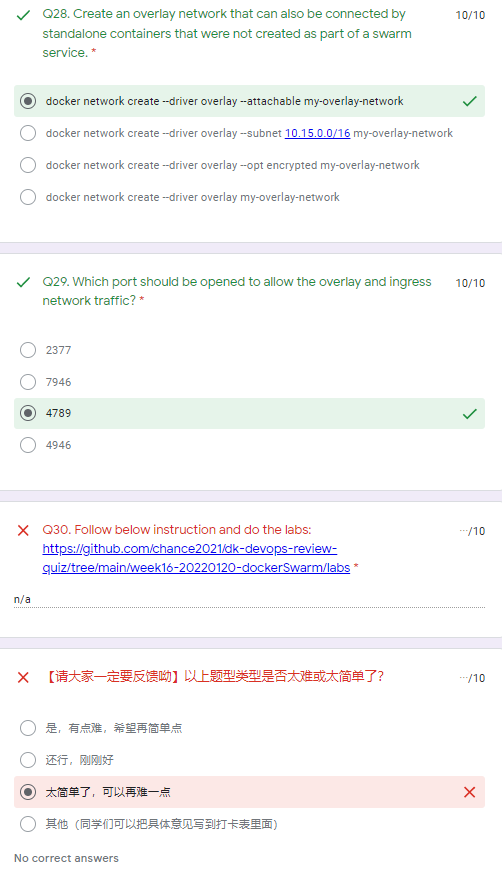 Q28. Create an overlay network that can also be connected by
10/10
standalone containers that were not created as part of a swarm
service. *
docker network create --driver overlay --attachable my-overlay-network
docker network create --driver overlay --subnet 10.15.0.0/16 my-overlay-network
docker network create --driver overlay --opt encrypted my-overlay-network
docker network create --driver overlay my-overlay-network
Q29. Which port should be opened to allow the overlay and ingress
10/10
network traffic? *
2377
7946
4789
4946
Q30. Follow below instruction and do the labs:
···/10
https://github.com/chance2021/dk-devops-review-
quiz/tree/main/week16-20220120-dockerSwarm/labs *
n/a
【请大家一定要反馈呦】以上题型类型是否太难或太简单了?
···/10
是，有点难，希望再简单点
还行，刚刚好
太简单了，可以再难一点
其他（同学们可以把具体意见写到打卡表里面）
No correct answers